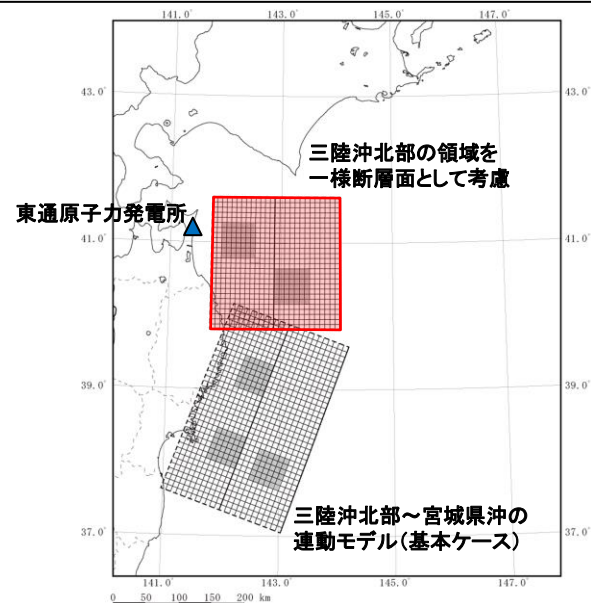 141.0° 143.0° 145.0° 147.0°
43.0° 43.0°
三陸沖北部の領域を
一様断層面として考慮
東通原子力発電所
41.0° 41.0°
39.0° 39.0°
37.0° 37.0°
三陸沖北部～宮城県沖の
連動モデル(基本ケース)
141.0° 143.0° 145.0° 147.0°
0 50 100 150 200 km